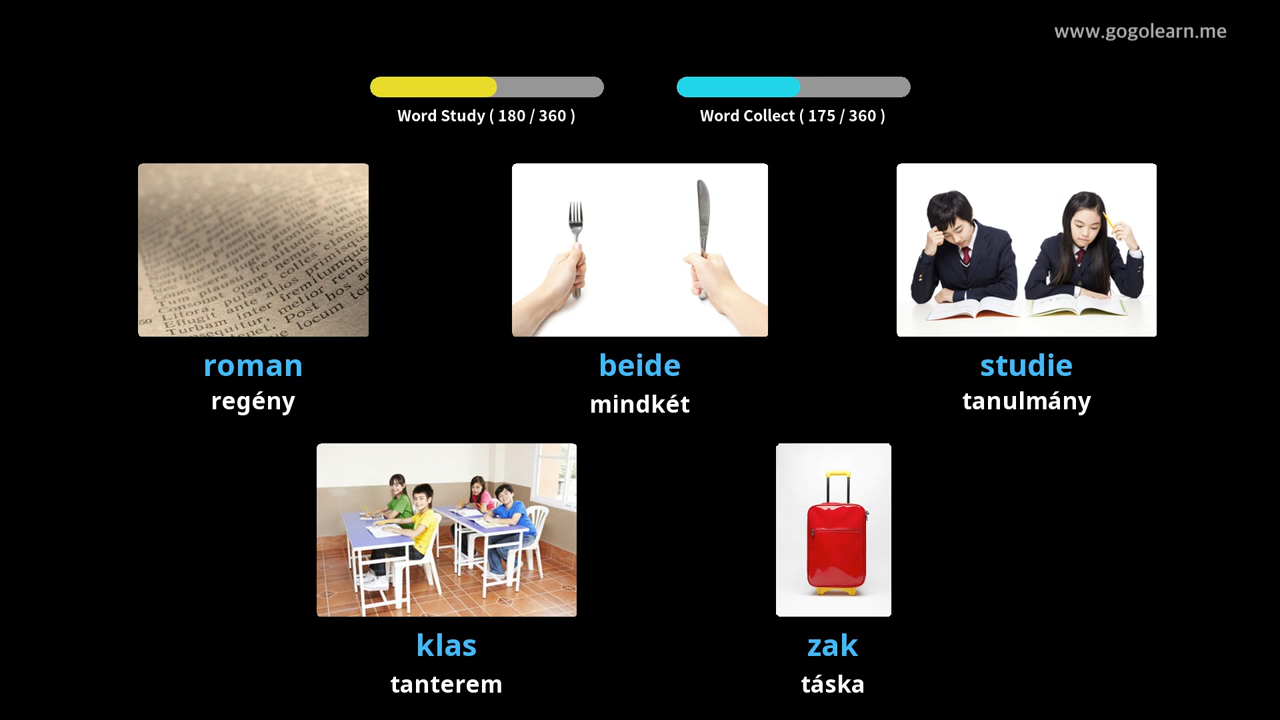 www.gogolearn.me
Word Study ( 180 / 360 )
Word Collect ( 175 / 360 )
roman
regény
beide
mindkét
studie
tanulmány
klas
tanterem
zak
táska